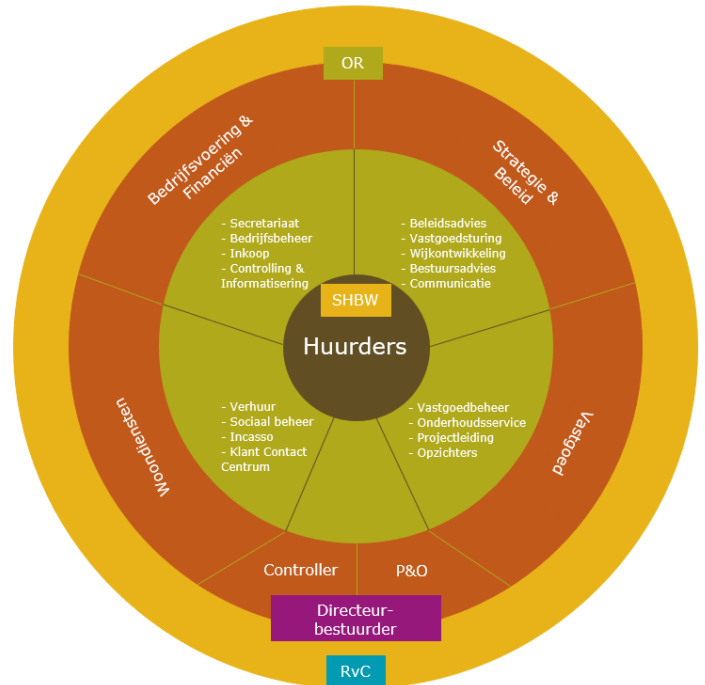 OR
Bedrijfsvoering &
Financiën
Strategie &
Beleid
- Secretariaat
- Bedrijfsbeheer
- Inkoop
- Controlling &
Informatisering
- Beleidsadvies
- Vastgoedsturing
- Wijkontwikkeling
- Bestuursadvies
- Communicatie
SHBW
Huurders
Woondiensten
- Verhuur
- Sociaal beheer
- Incasso
- Klant Contact
Centrum
- Vastgoedbeheer
- Onderhoudsservice
- Projectleiding
- Opzichters
Vastgoed
Controller
P&O
Directeur-
bestuurder
RvC